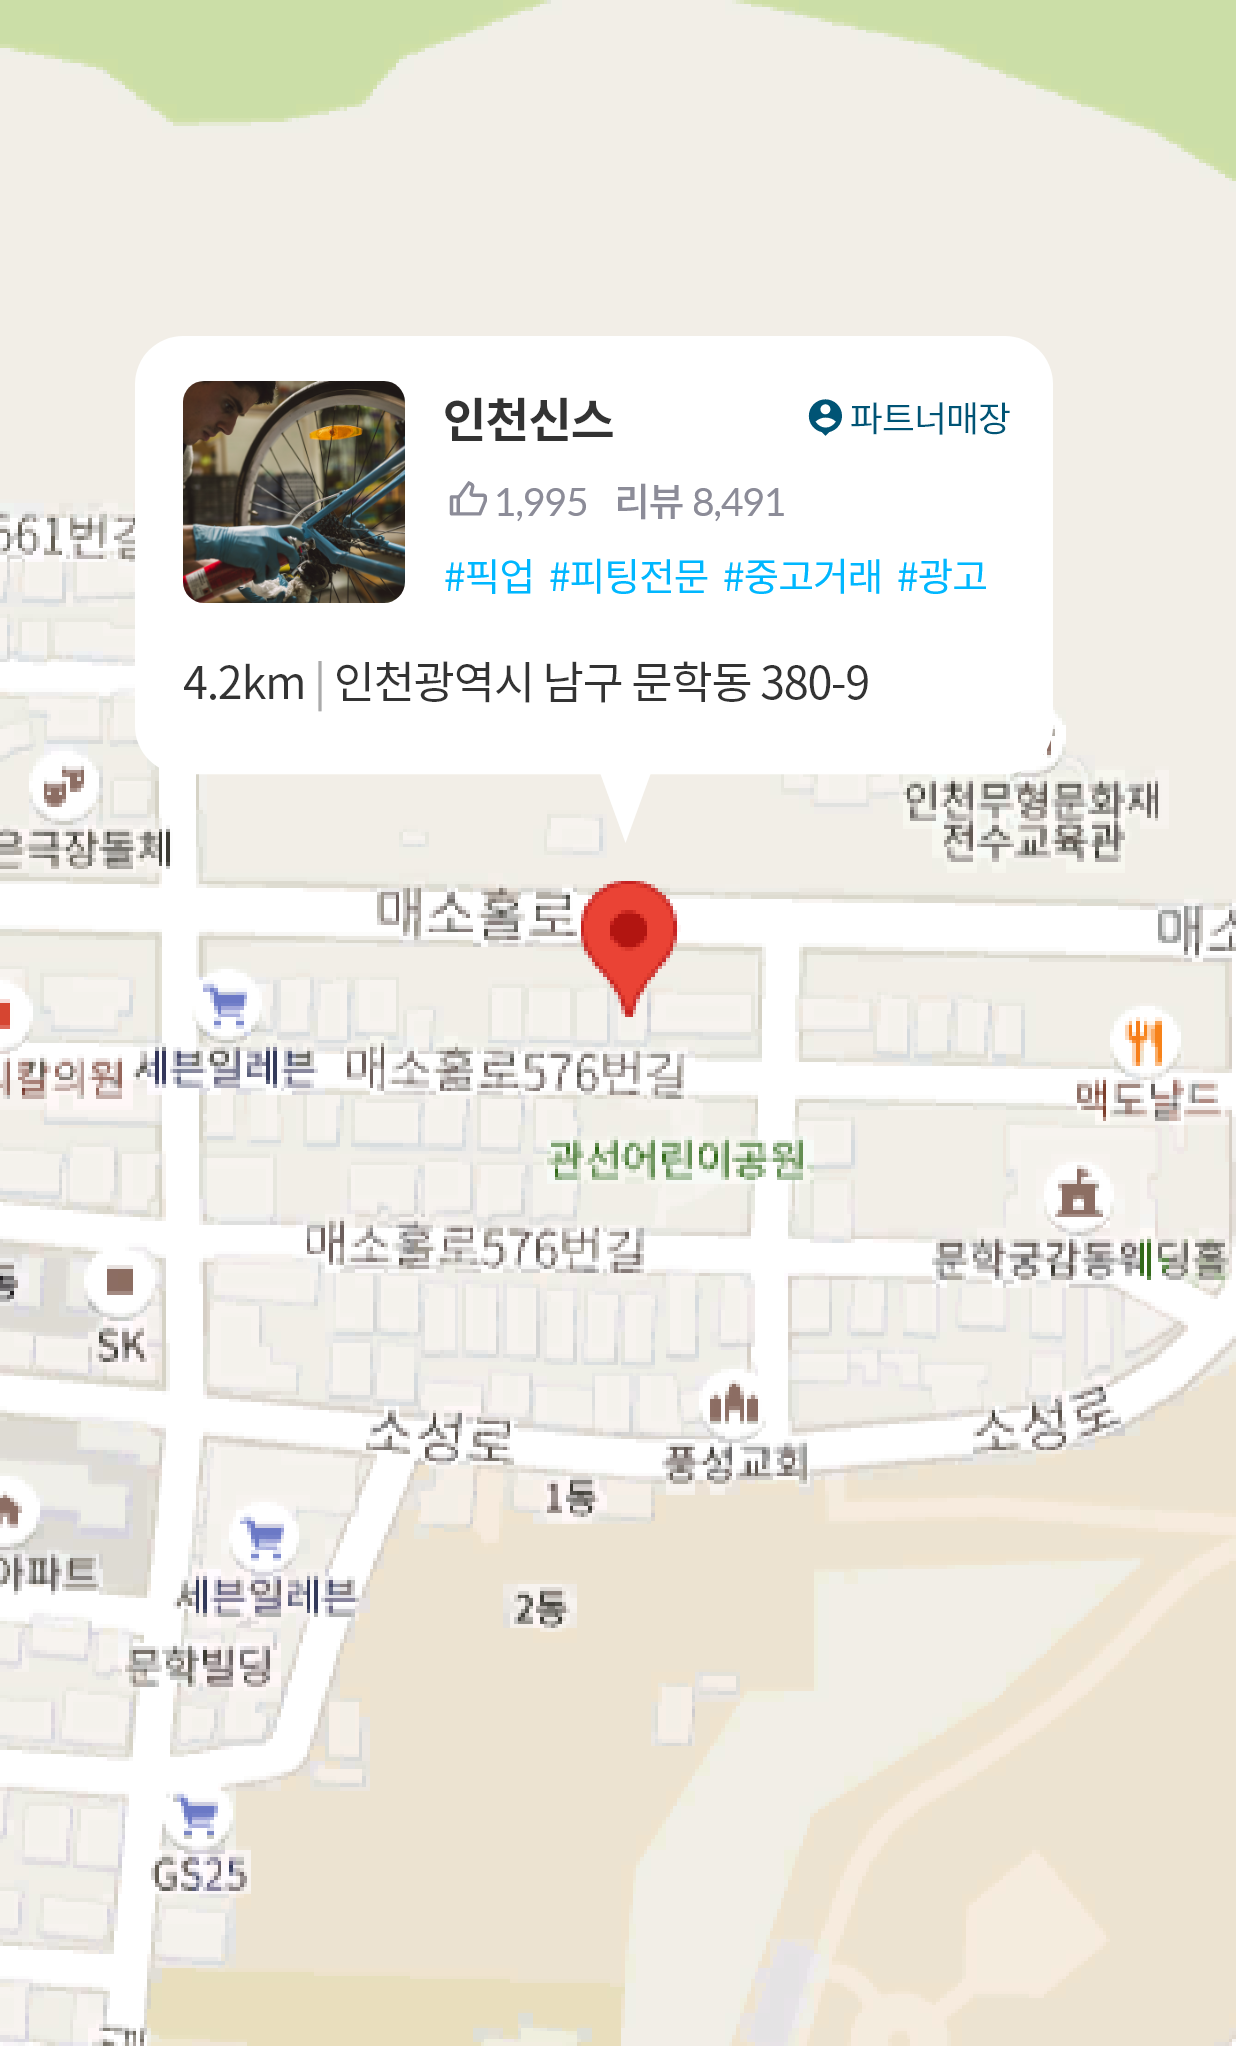 인천신스
파트너매장
1,995 리뷰 8,491
#픽업 #피팅전문 #중고거래 #광고
4.2km | 인천광역시 남구 문학동 380-9
561번길
은극장돌체
인천무형문화재
전수교육관
매소홀로
매소
세븐일레븐
매소홀로576번길
맥도날드
관선어린이공원
매소홀로576번길
문학궁감동웨딩홀
동
SK
소성로
소성로
풍성교회
1동
아파트
세븐일레븐
2동
문학빌딩
GS25